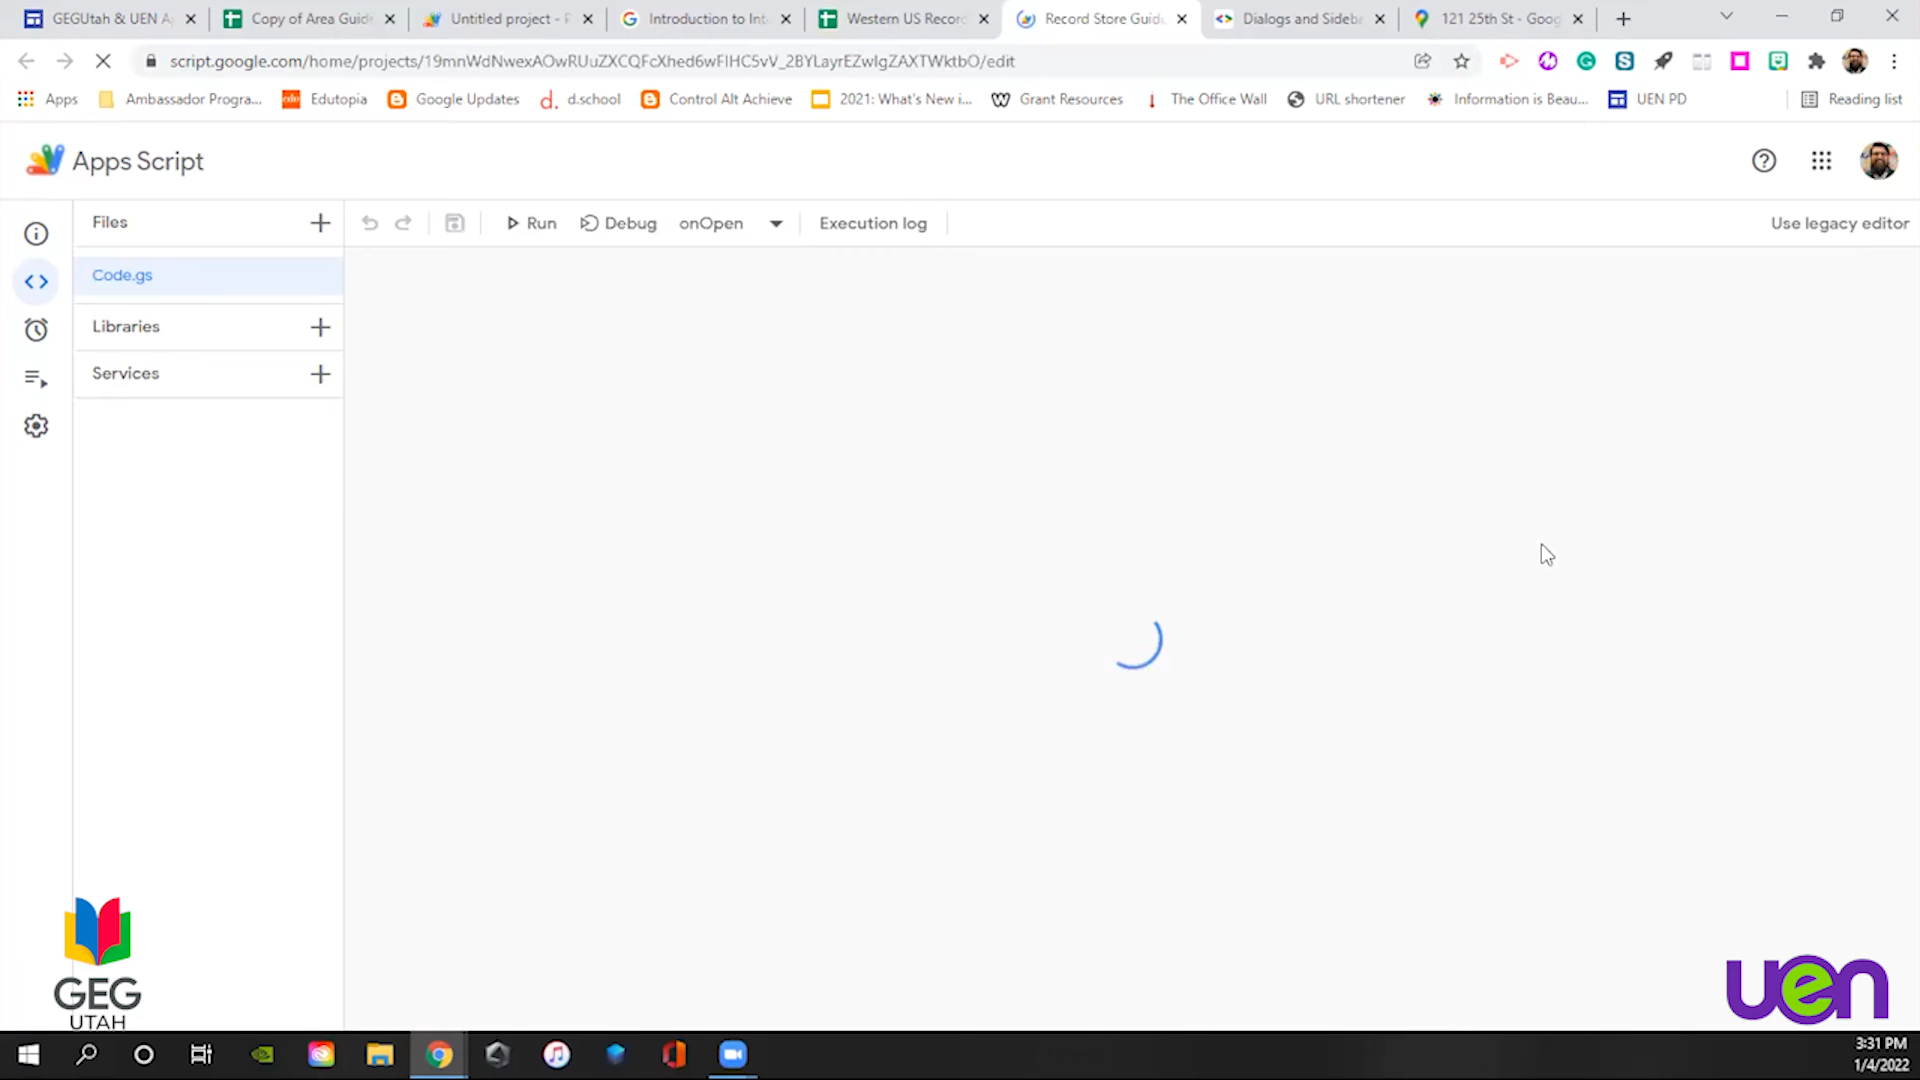 GEGUtah & UEN A
Copy of Area Guid
Untitled project - P
Introduction to Int
Western US Record
Record Store Guid
Dialogs and Sideba
121 25th St - Goog
script.google.com/home/projects/19mnWdNwexAOwRUuZXCQFcXhed6wFIHC5vV_2BYLayrEZwIgZAXTWktbO/edit
Apps
Ambassador Progra...
Edutopia
Google Updates
d.school
Control Alt Achieve
2021: What's New i...
Grant Resources
The Office Wall
URL shortener
Information is Beau...
UEN PD
Reading list
Apps Script
Files
Run
Debug
onOpen
Execution log
Use legacy editor
Code.gs
Libraries
Services
GEG
UTAH
uen
3:31 PM
1/4/2022